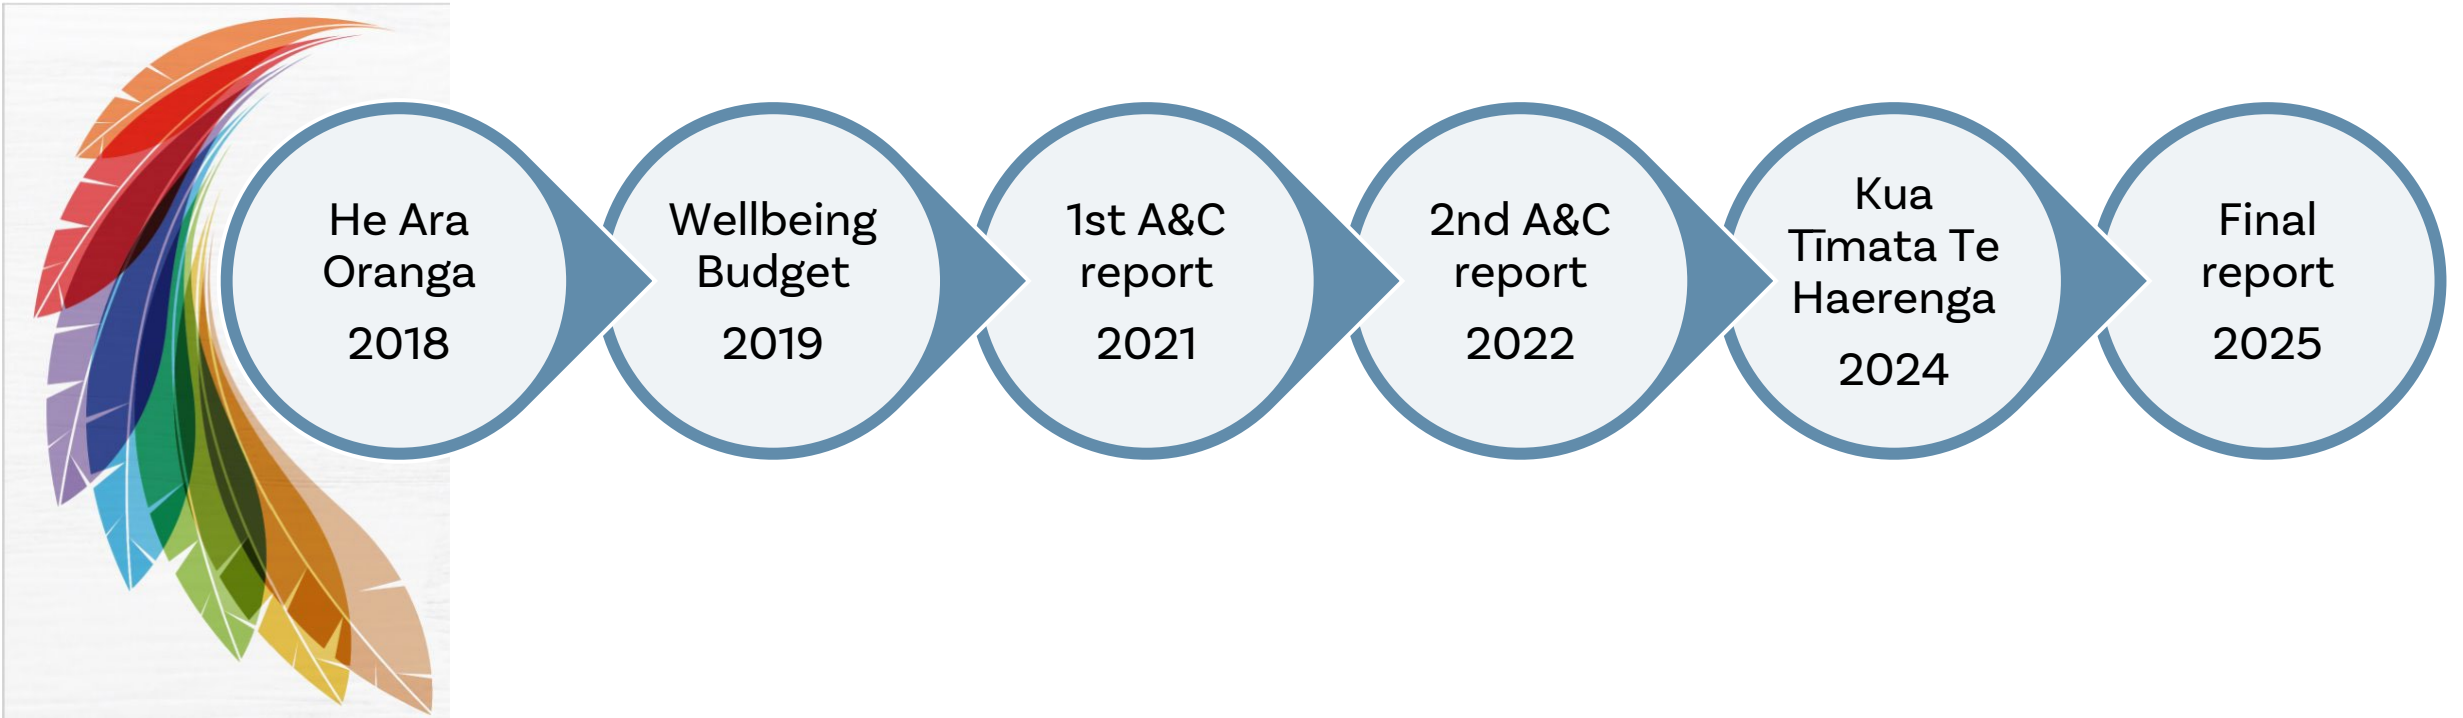 He Ara
Oranga
2018
Wellbeing
Budget
2019
1st A&C
report
2021
2nd A&C
report
2022
Kua
Tīmata Te
Haerenga
2024
Final
report
2025